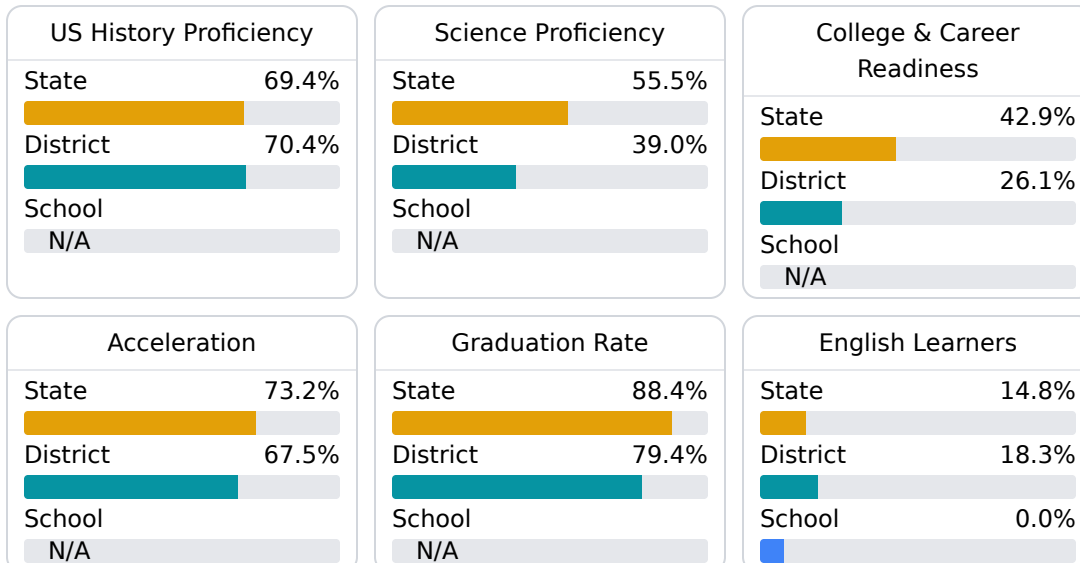 US History Proficiency
State 69.4%
District 70.4%
School
N/A
Science Proficiency
State 55.5%
District 39.0%
School
N/A
College & Career
Readiness
State 42.9%
District 26.1%
School
N/A
Acceleration
State 73.2%
District 67.5%
School
N/A
Graduation Rate
State 88.4%
District 79.4%
School
N/A
English Learners
State 14.8%
District 18.3%
School 0.0%